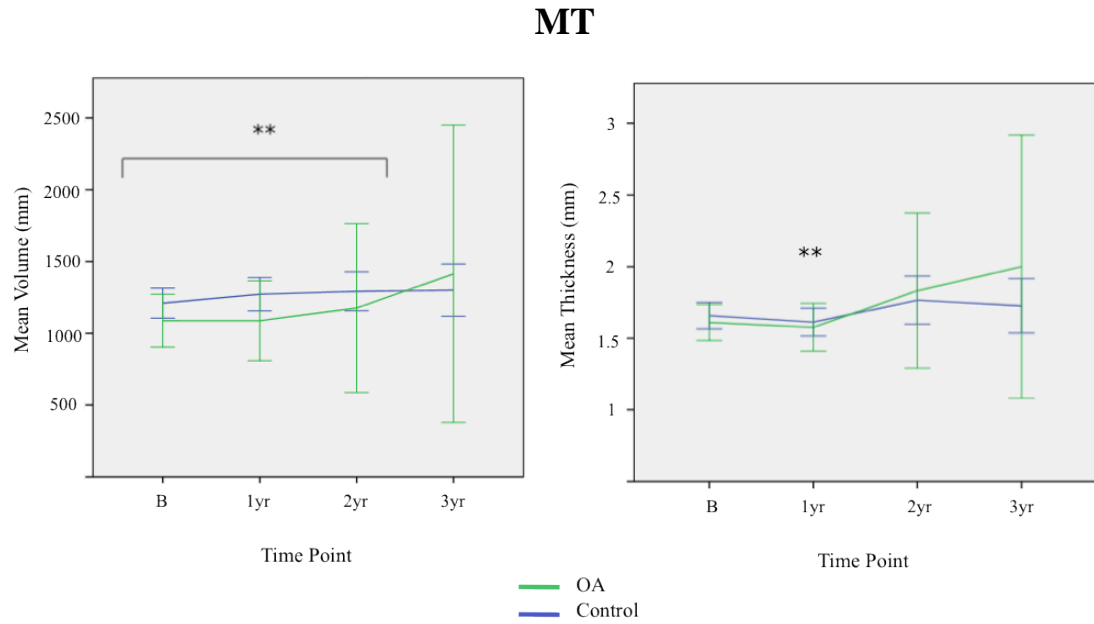 MT
Mean Volume (mm)
2500
2000
1500
1000
500
**
B 1yr 2yr 3yr
Time Point
Mean Thickness (mm)
3
2.5
2
1.5
1
**
B 1yr 2yr 3yr
Time Point
OA
Control